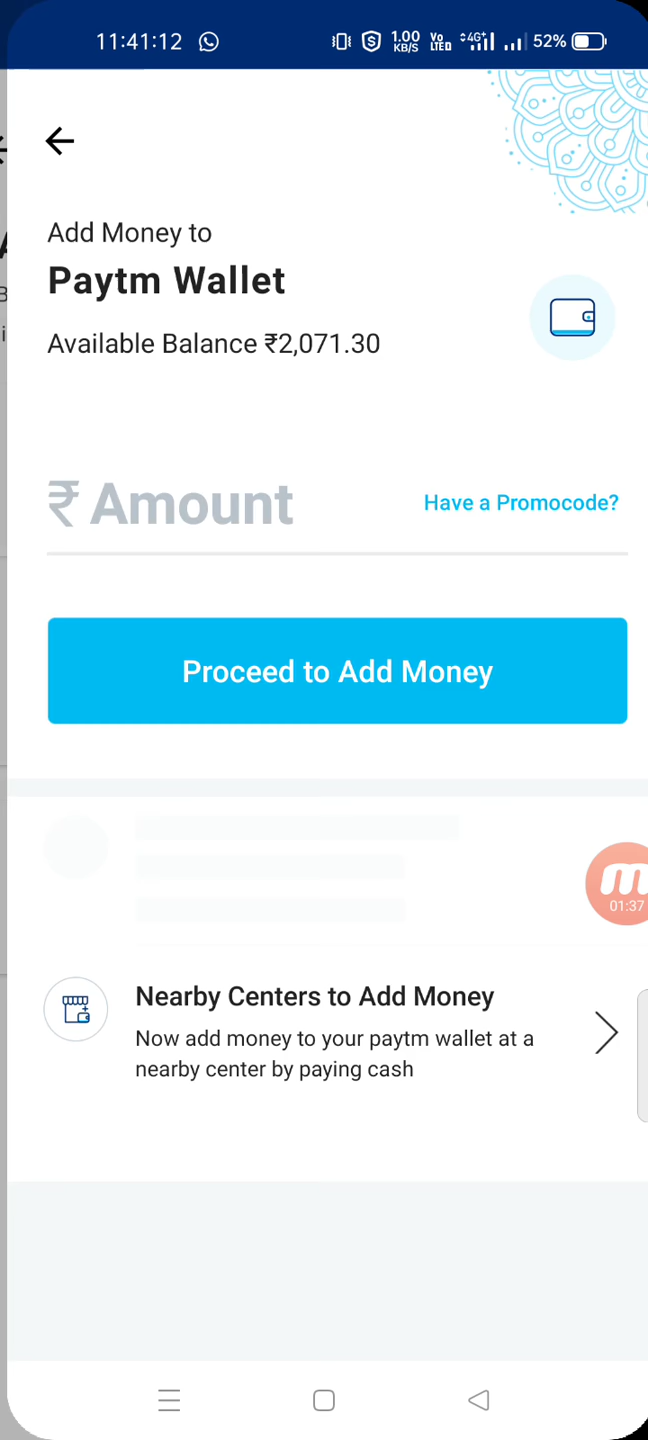 11:41:12 1.00 KB/S Vo LTED 4G+ 52%
Add Money to
Paytm Wallet
Available Balance ₹2,071.30
₹ Amount Have a Promocode?
Proceed to Add Money
m
01:37
Nearby Centers to Add Money
Now add money to your paytm wallet at a
nearby center by paying cash